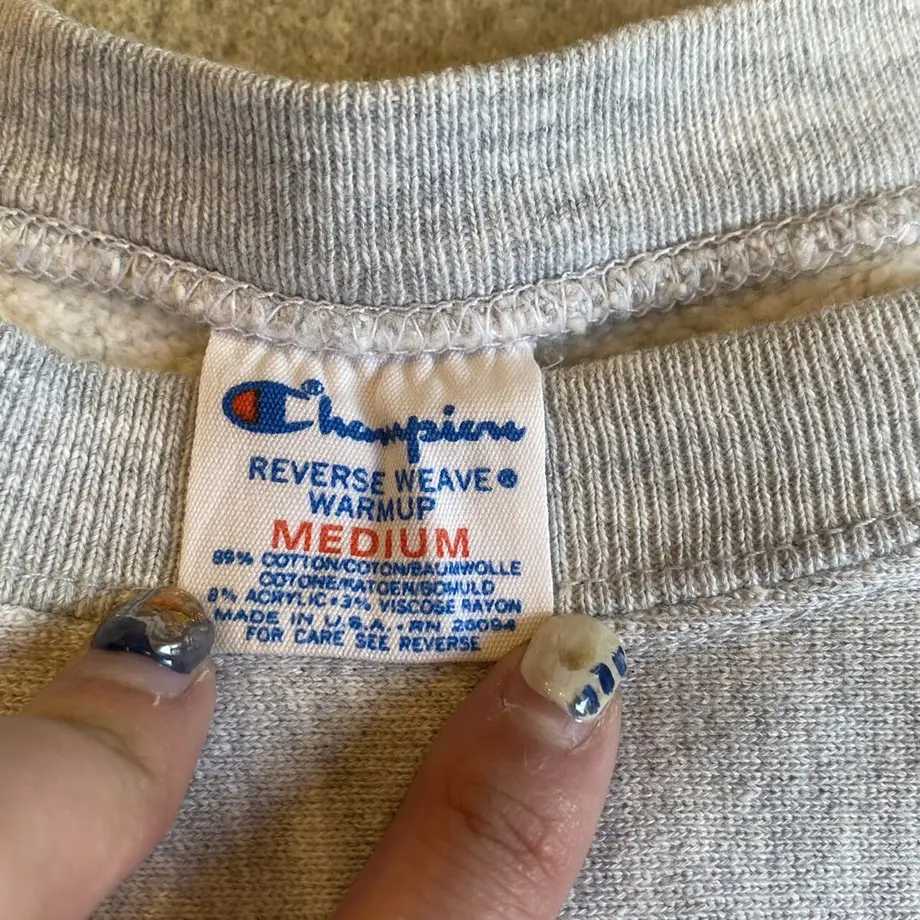 Champion®
REVERSE WEAVE®
WARMUP
MEDIUM
89% COTTON/COTON/BAUMWOLLE
COTONE/KATOEN/BOMULD
8% ACRYLIC•3% VISCOSE RAYON
MADE IN U.S.A.•RN 26094
FOR CARE SEE REVERSE